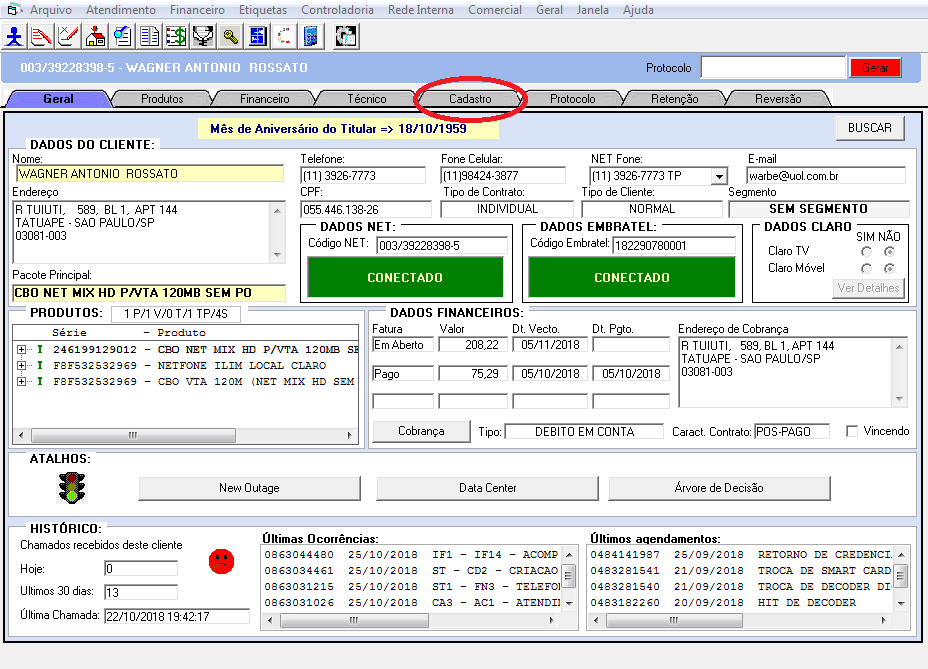 Arquivo Atendimento Financeiro Etiquetas Controladoria Rede Interna Comercial Geral Janela Ajuda
003/39228398-5 - WAGNER ANTONIO ROSSATO Protocolo Gerar
Geral Produtos Financeiro Técnico Cadastro Protocolo Retenção Reversão
Mês de Aniversário do Titular => 18/10/1959 BUSCAR
DADOS DO CLIENTE:
Nome: Telefone: Fone Celular: NET Fone: E-mail
WAGNER ANTONIO ROSSATO (11) 3926-7773 (11)98424-3877 (11) 3926-7773 TP warbe@uol.com.br
Endereço CPF: Tipo de Contrato: Tipo de Cliente: Segmento
R TUIUTI, 589, BL 1, APT 144 055.446.138-26 INDIVIDUAL NORMAL SEM SEGMENTO
TATUAPE - SAO PAULO/SP
03081-003
DADOS NET: DADOS EMBRATEL: DADOS CLARO
Código NET: 003/39228398-5 Código Embratel: 182290780001 SIM NÃO
Claro TV
CONECTADO CONECTADO Claro Móvel
Pacote Principal: Ver Detalhes
CBO NET MIX HD P/VTA 120MB SEM PO
PRODUTOS: 1 P/1 V/0 T/1 TP/4S
Série - Produto
I 246199129012 - CBO NET MIX HD P/VTA 120MB SE
I F8F532532969 - NETFONE ILIM LOCAL CLARO
I F8F532532969 - CBO VTA 120M (NET MIX HD SEM
DADOS FINANCEIROS:
Fatura Valor Dt. Vecto. Dt. Pgto. Endereço de Cobrança
Em Aberto 208,22 05/11/2018 R TUIUTI, 589, BL 1, APT 144
TATUAPE - SAO PAULO/SP
Pago 75,29 05/10/2018 05/10/2018 03081-003
Cobrança Tipo: DEBITO EM CONTA Caract. Contrato: POS-PAGO Vincendo
ATALHOS:
New Outage Data Center Árvore de Decisão
HISTÓRICO:
Chamados recebidos deste cliente
Hoje: 0
Ultimos 30 dias: 13
Última Chamada: 22/10/2018 19:42:17
Últimas Ocorrências:
0863044480 25/10/2018 IF1 - IF14 - ACOMP
0863034461 25/10/2018 ST - CD2 - CRIACAO
0863031215 25/10/2018 ST1 - FN3 - TELEFO
0863031026 25/10/2018 CA3 - AC1 - ATENDI
Últimos agendamentos:
0484141987 25/09/2018 RETORNO DE CREDENCI
0483281541 21/09/2018 TROCA DE SMART CARD
0483281540 21/09/2018 TROCA DE DECODER DI
0483182260 20/09/2018 HIT DE DECODER